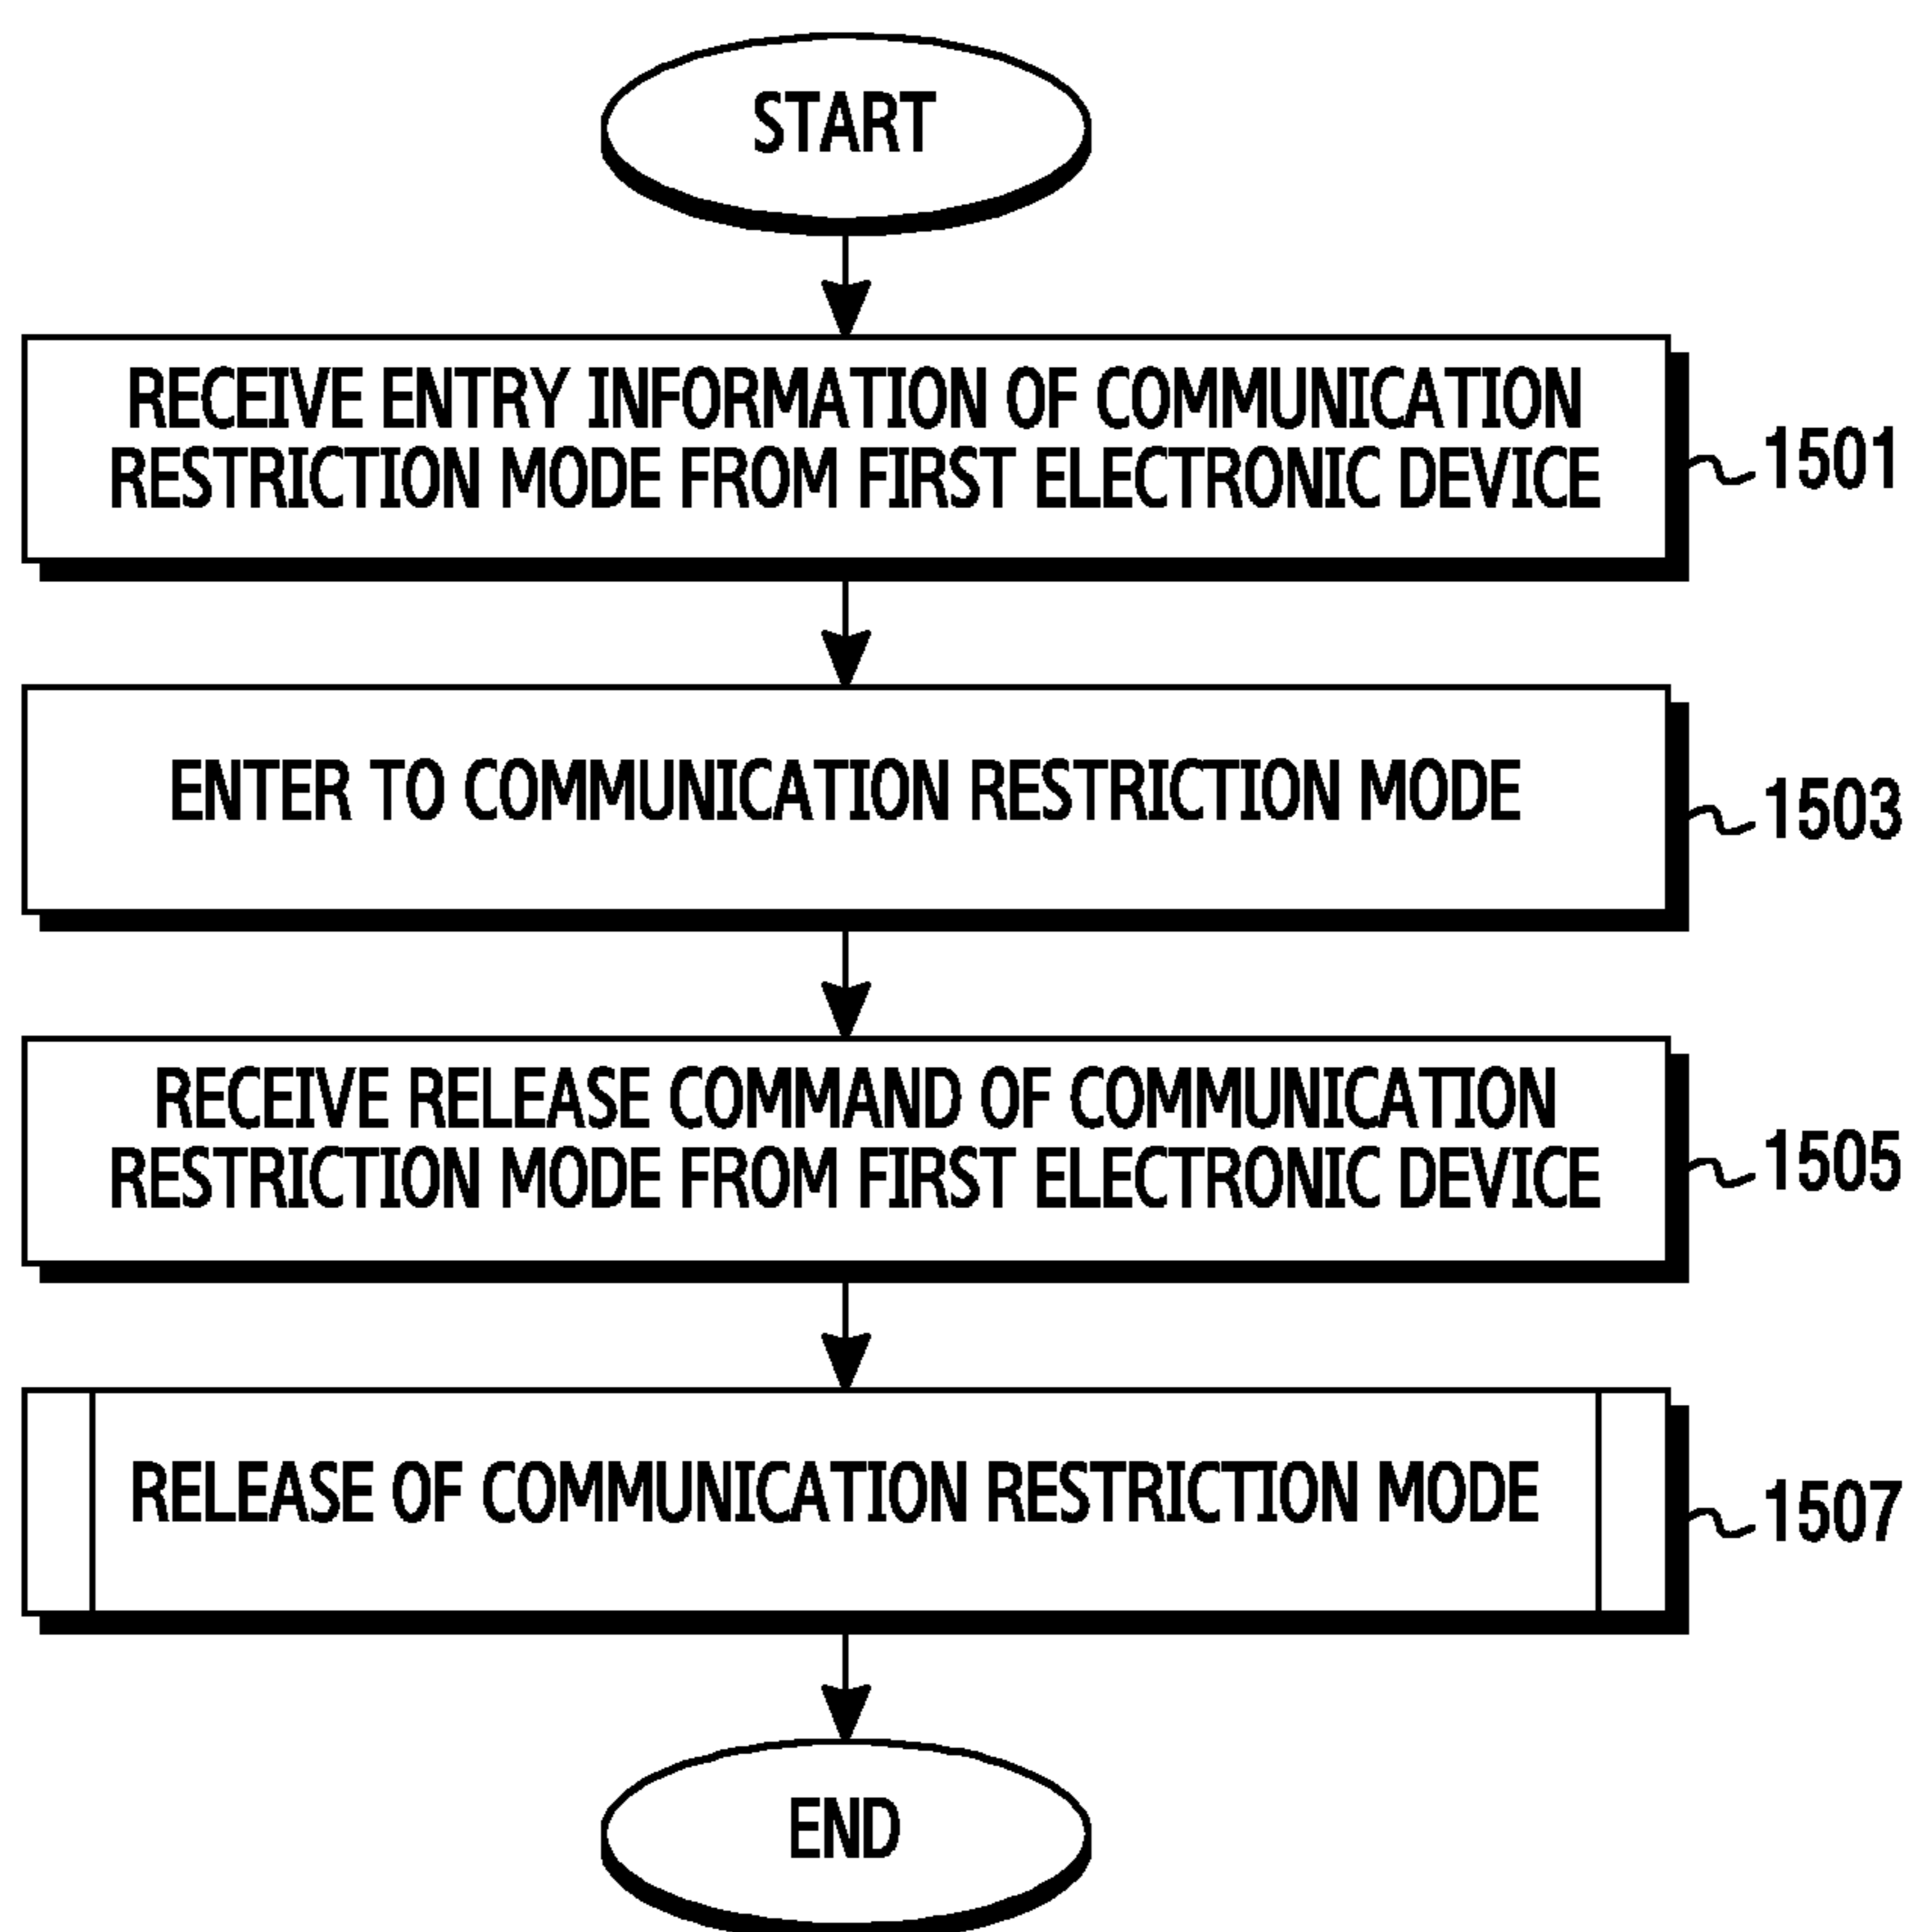 START
RECEIVE ENTRY INFORMATION OF COMMUNICATION
RESTRICTION MODE FROM FIRST ELECTRONIC DEVICE
1501
ENTER TO COMMUNICATION RESTRICTION MODE
1503
RECEIVE RELEASE COMMAND OF COMMUNICATION
RESTRICTION MODE FROM FIRST ELECTRONIC DEVICE
1505
RELEASE OF COMMUNICATION RESTRICTION MODE
1507
END